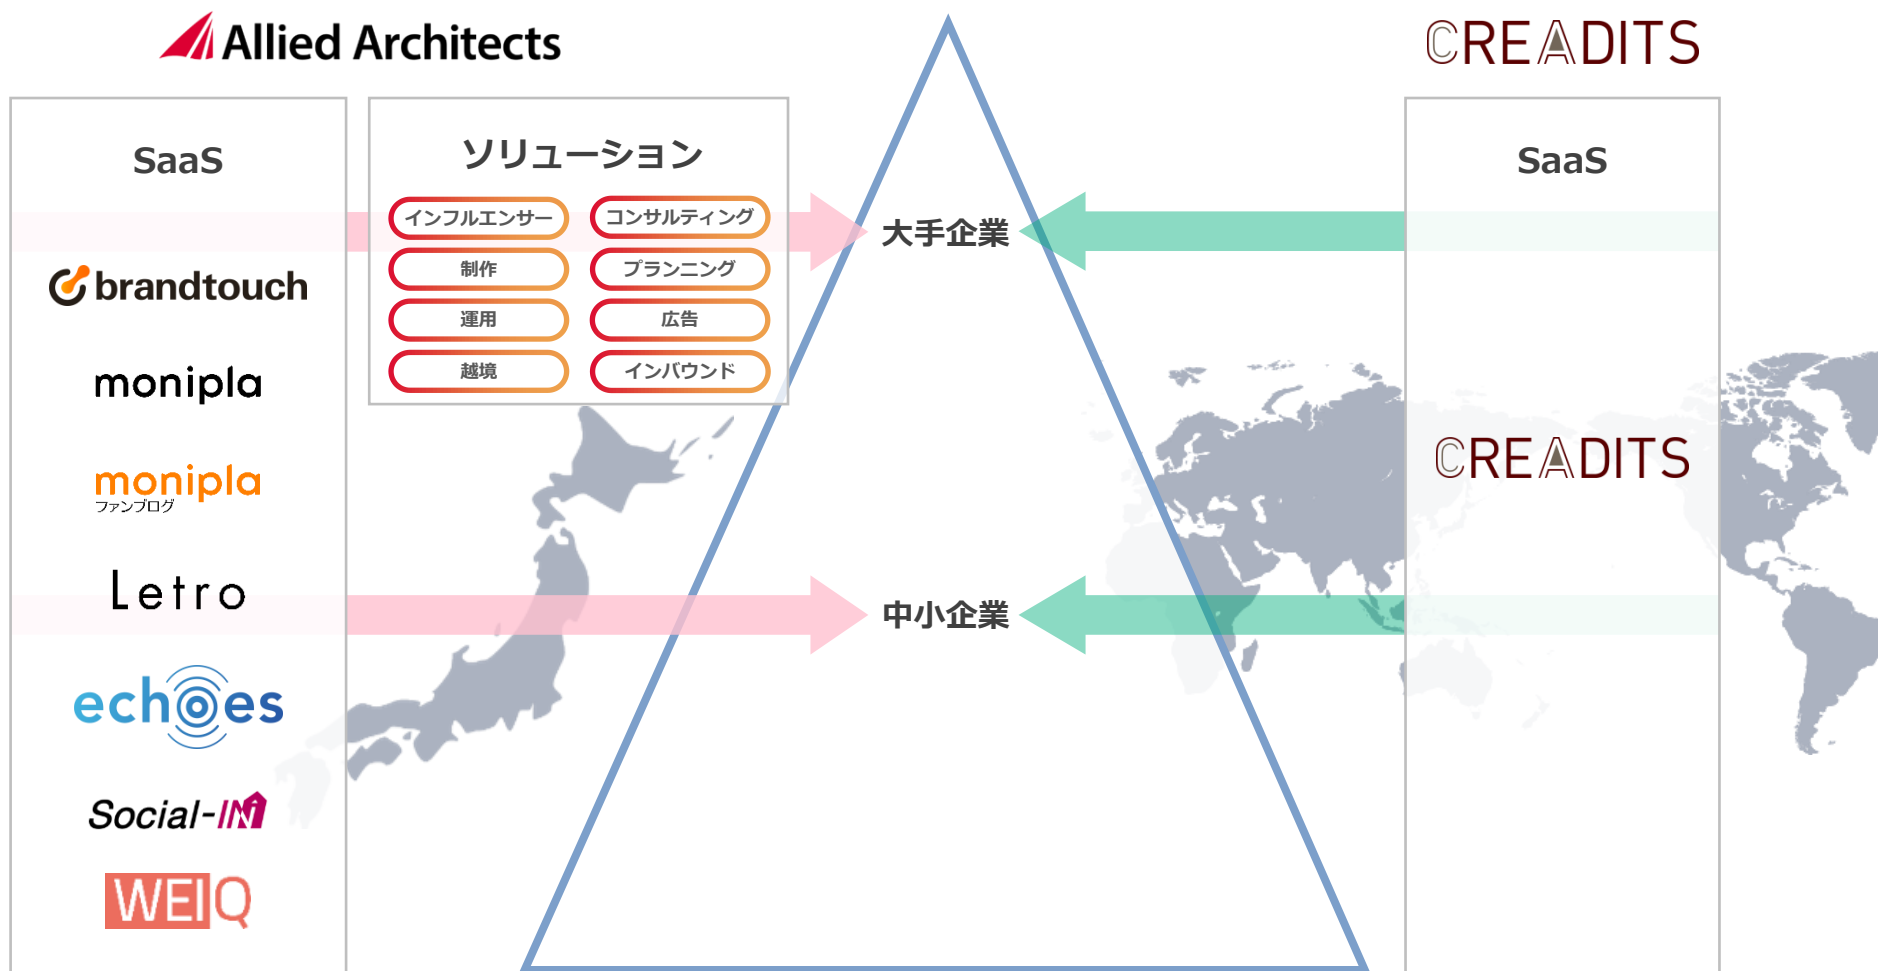 Allied Architects
CREADITS
SaaS
brandtouch
monipla
monipla
ファンブログ
Letro
echoes
Social-IN
WEIQ
ソリューション
インフルエンサー
コンサルティング
制作
プランニング
運用
広告
越境
インバウンド
大手企業
中小企業
SaaS
CREADITS